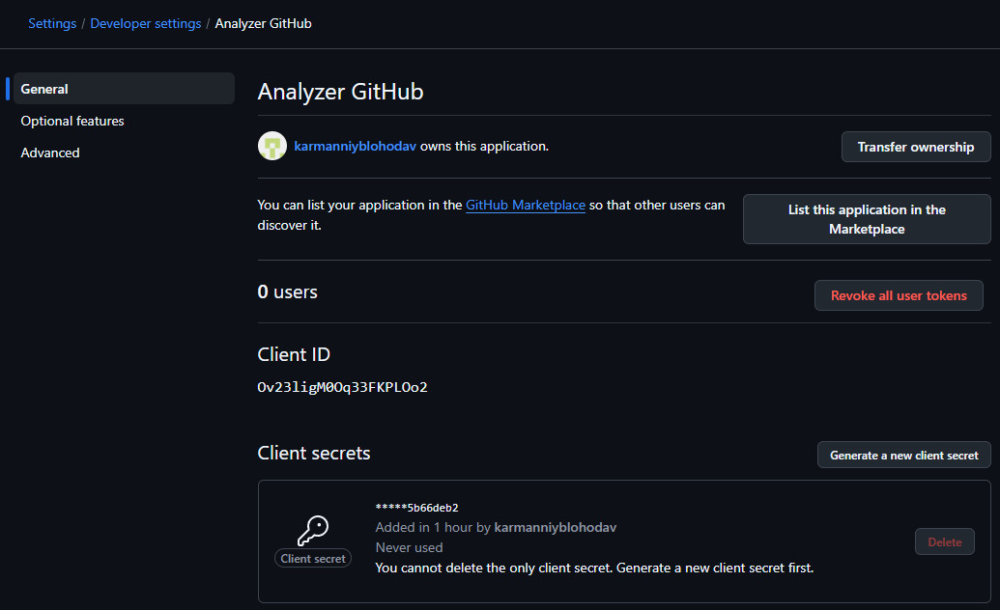 Settings / Developer settings / Analyzer GitHub
General
Optional features
Advanced
Analyzer GitHub
karmanniyblohodav owns this application.
Transfer ownership
You can list your application in the GitHub Marketplace so that other users can
discover it.
List this application in the
Marketplace
0 users
Revoke all user tokens
Client ID
Ov23ligM0Oq33FKPLOo2
Client secrets
Generate a new client secret
*****5b66deb2
Added in 1 hour by karmanniyblohodav
Never used
You cannot delete the only client secret. Generate a new client secret first.
Client secret
Delete